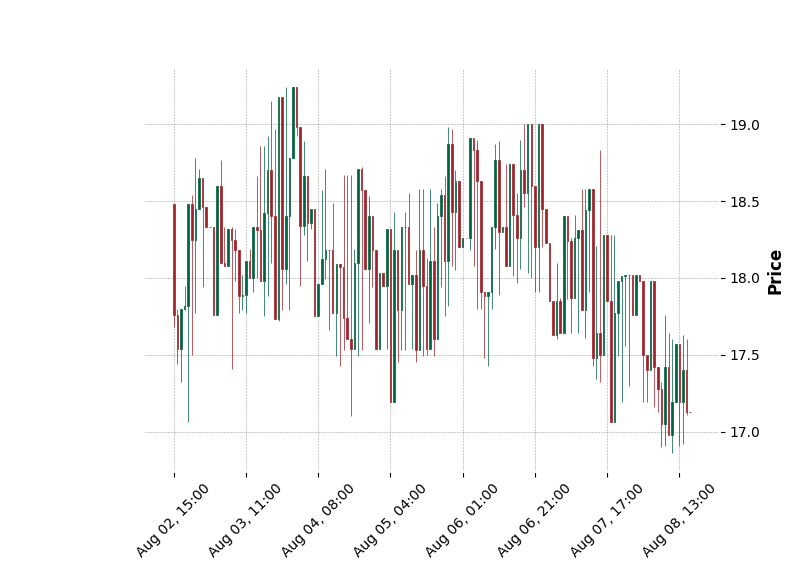 19.0
18.5
18.0
17.5
17.0
Price
Aug 02, 15:00
Aug 03, 11:00
Aug 04, 08:00
Aug 05, 04:00
Aug 06, 01:00
Aug 06, 21:00
Aug 07, 17:00
Aug 08, 13:00